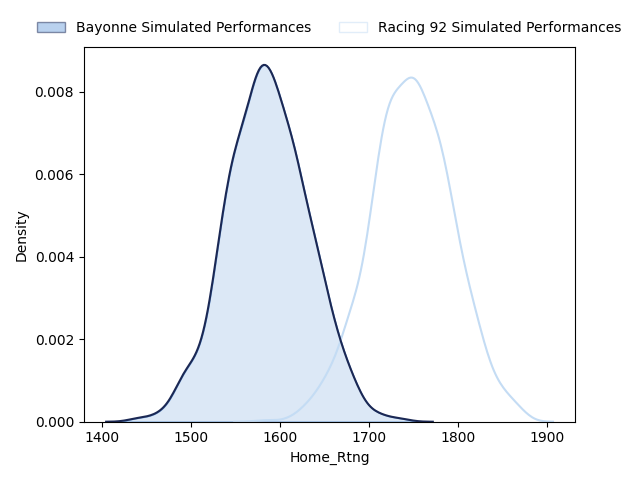 Bayonne Simulated Performances Racing 92 Simulated Performances
0.008
0.006
0.004
0.002
0.000
Density
1400 1500 1600 1700 1800 1900
Home_Rtng